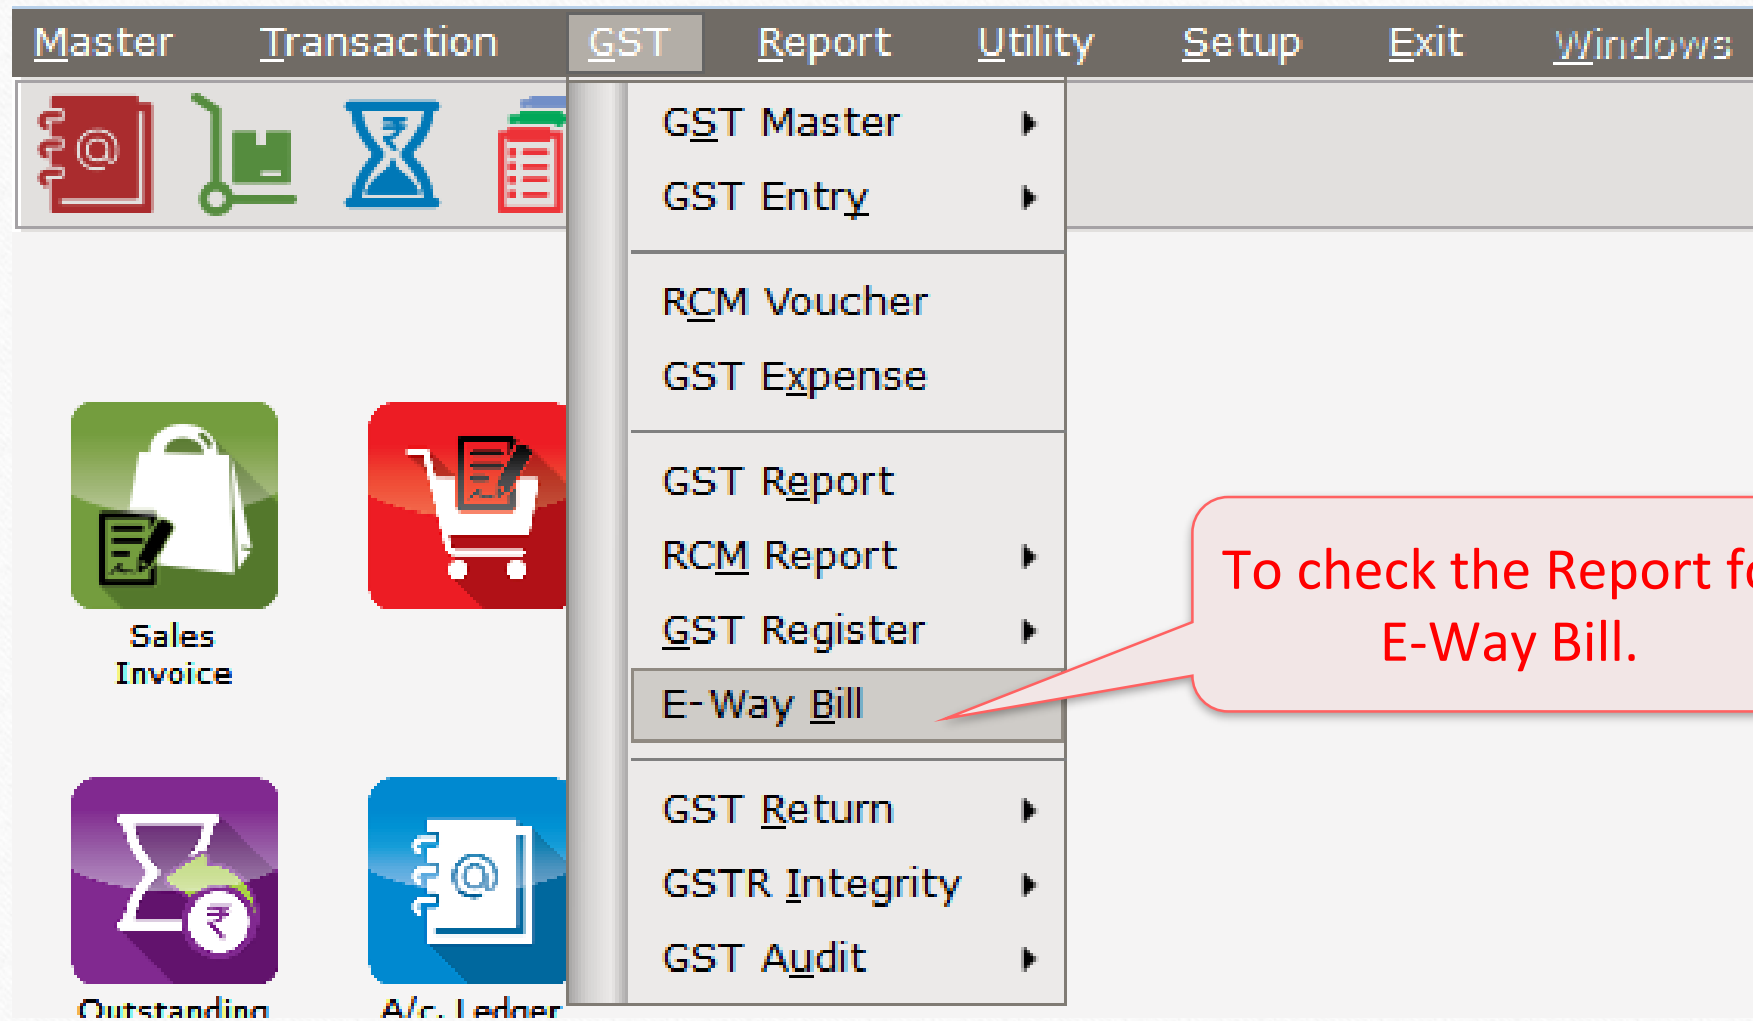 Master Transaction GST Report Utility Setup Exit Windows
GST Master
GST Entry
RCM Voucher
GST Expense
GST Report
RCM Report
GST Register
E-Way Bill
GST Return
GSTR Integrity
GST Audit
To check the Report fo
E-Way Bill.
Sales
Invoice
Outstanding
A/c. Ledger